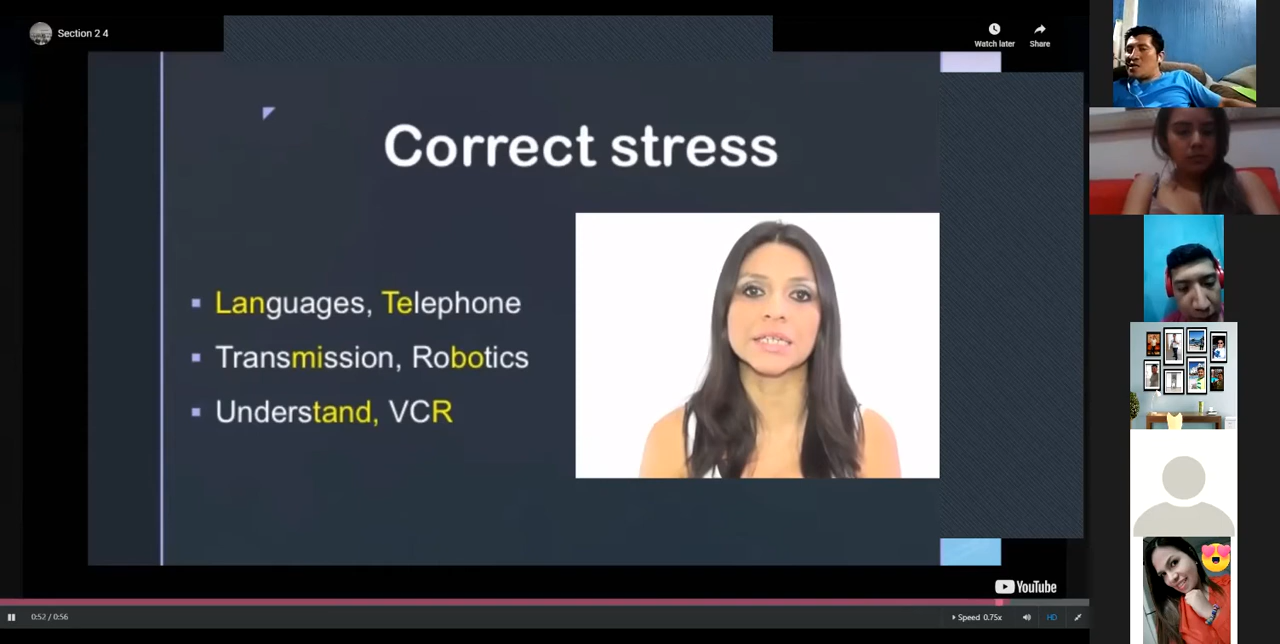 Section 2 4
Watch later
Share
Correct stress
Languages, Telephone
Transmission, Robotics
Understand, VCR
YouTube
0:52 / 0:56
Speed 0.75x
HD